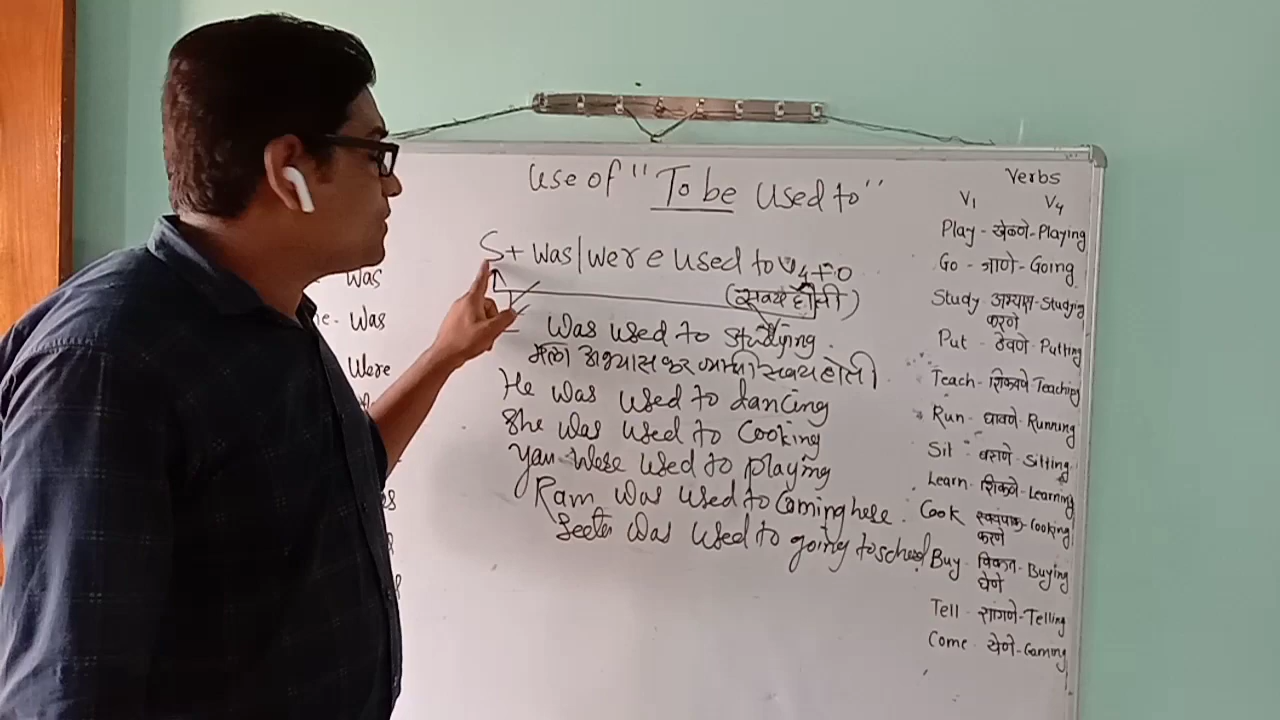 Use of "To be used to"
S+ was/were used to V4+O
(सवय होती)
I was used to studying.
मला अभ्यास करण्याची सवय होती.
He was used to dancing
She was used to cooking
You were used to playing
Ram was used to coming here.
Seeta was used to going to school
Was
- Was
Were
Verbs
V1 V4
Play - खेळणे - Playing
Go - जाणे - Going
Study अभ्यास - Studying
करणे
Put - ठेवणे - Putting
Teach - शिकवणे Teaching
Run - धावणे - Running
Sit - बसणे - Sitting
Learn - शिकणे - Learning
Cook स्वयंपाक - Cooking
करणे
Buy - विकत - Buying
घेणे
Tell - सांगणे - Telling
Come - येणे - Coming